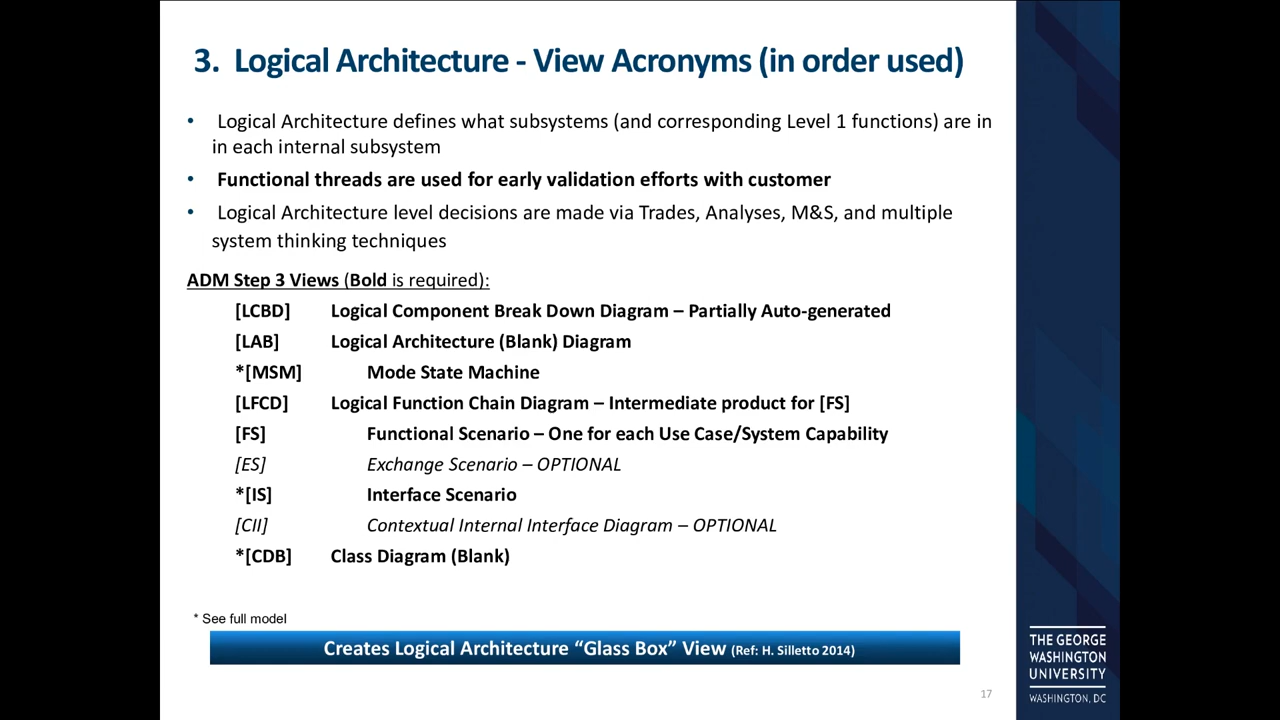 3. Logical Architecture - View Acronyms (in order used)
• Logical Architecture defines what subsystems (and corresponding Level 1 functions) are in
in each internal subsystem
• Functional threads are used for early validation efforts with customer
• Logical Architecture level decisions are made via Trades, Analyses, M&S, and multiple
system thinking techniques
ADM Step 3 Views (Bold is required):
[LCBD] Logical Component Break Down Diagram – Partially Auto-generated
[LAB] Logical Architecture (Blank) Diagram
*[MSM] Mode State Machine
[LFCD] Logical Function Chain Diagram – Intermediate product for [FS]
[FS] Functional Scenario – One for each Use Case/System Capability
[ES] Exchange Scenario – OPTIONAL
*[IS] Interface Scenario
[CII] Contextual Internal Interface Diagram – OPTIONAL
*[CDB] Class Diagram (Blank)
* See full model
Creates Logical Architecture “Glass Box” View (Ref: H. Silletto 2014)
17
THE GEORGE
WASHINGTON
UNIVERSITY
WASHINGTON, DC